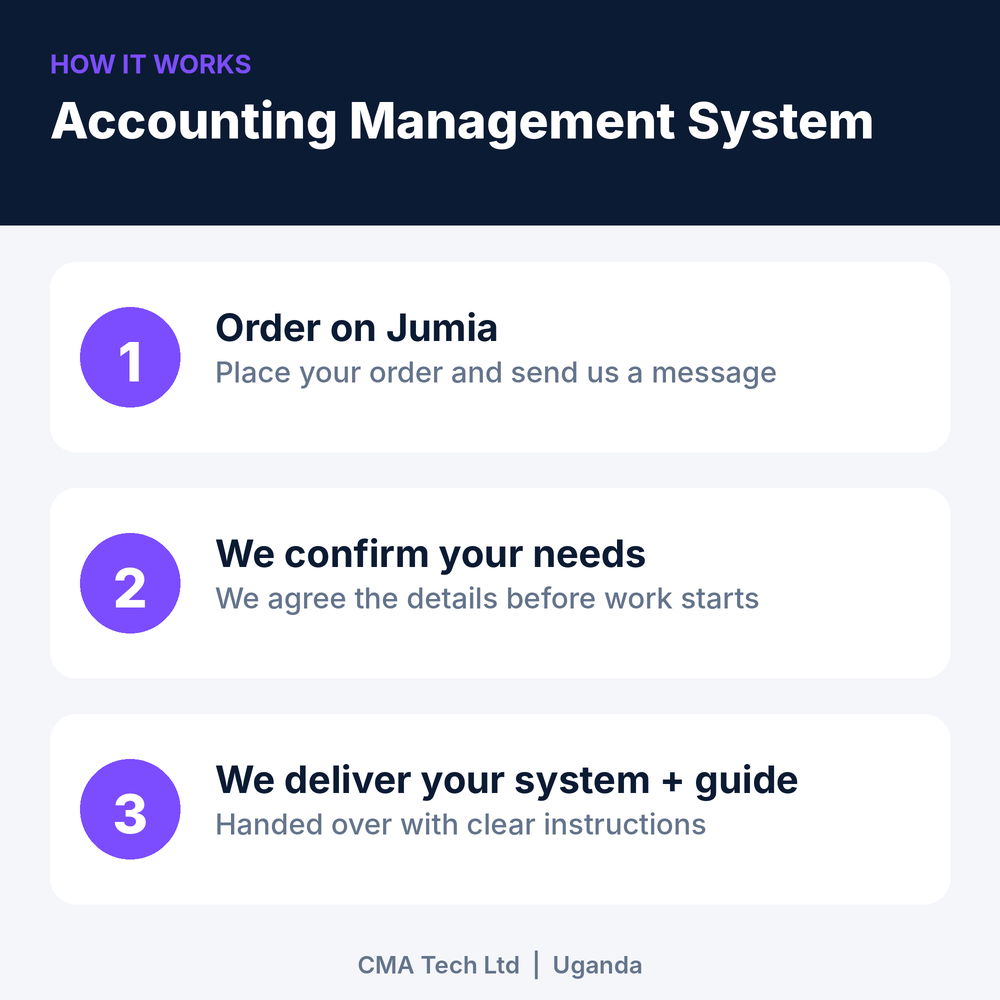 HOW IT WORKS
Accounting Management System
1
Order on Jumia
Place your order and send us a message
2
We confirm your needs
We agree the details before work starts
3
We deliver your system + guide
Handed over with clear instructions
CMA Tech Ltd | Uganda